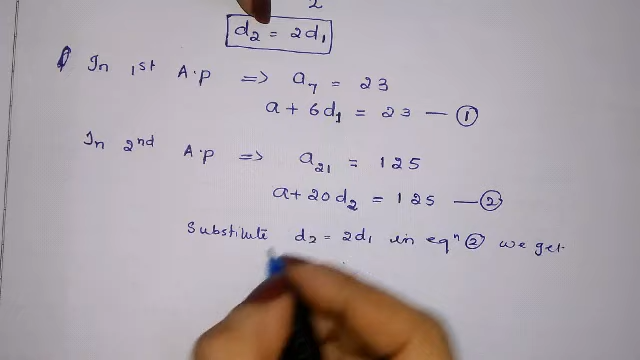 2
d₂ = 2d₁
In 1st A.p => a₇ = 23
a + 6d₁ = 23 — ①
In 2nd A.p => a₂₁ = 125
a + 20d₂ = 125 — ②
Substitute d₂ = 2d₁ in eqⁿ ② we get